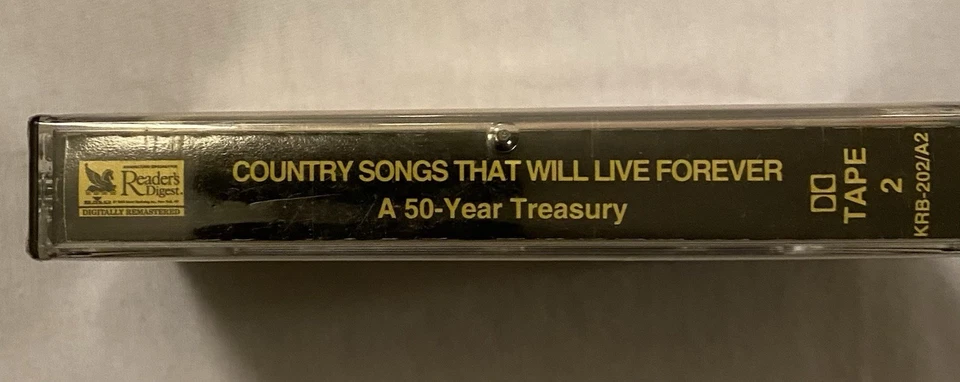 Reader's
Digest
DIGITALLY REMASTERED
COUNTRY SONGS THAT WILL LIVE FOREVER
A 50-Year Treasury
TAPE
2
KRB-202/A2